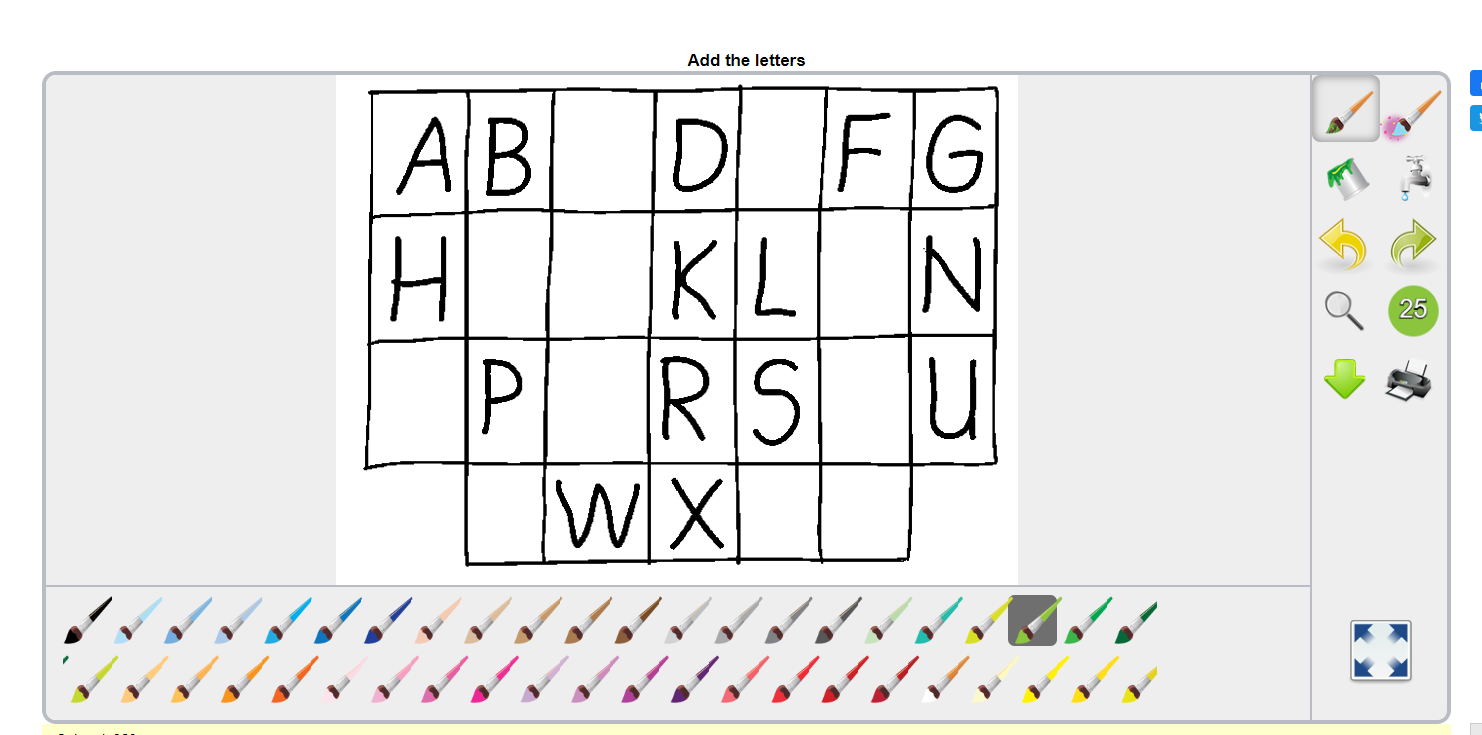 Add the letters
A B D F G
H K L N
P R S U
W X
25